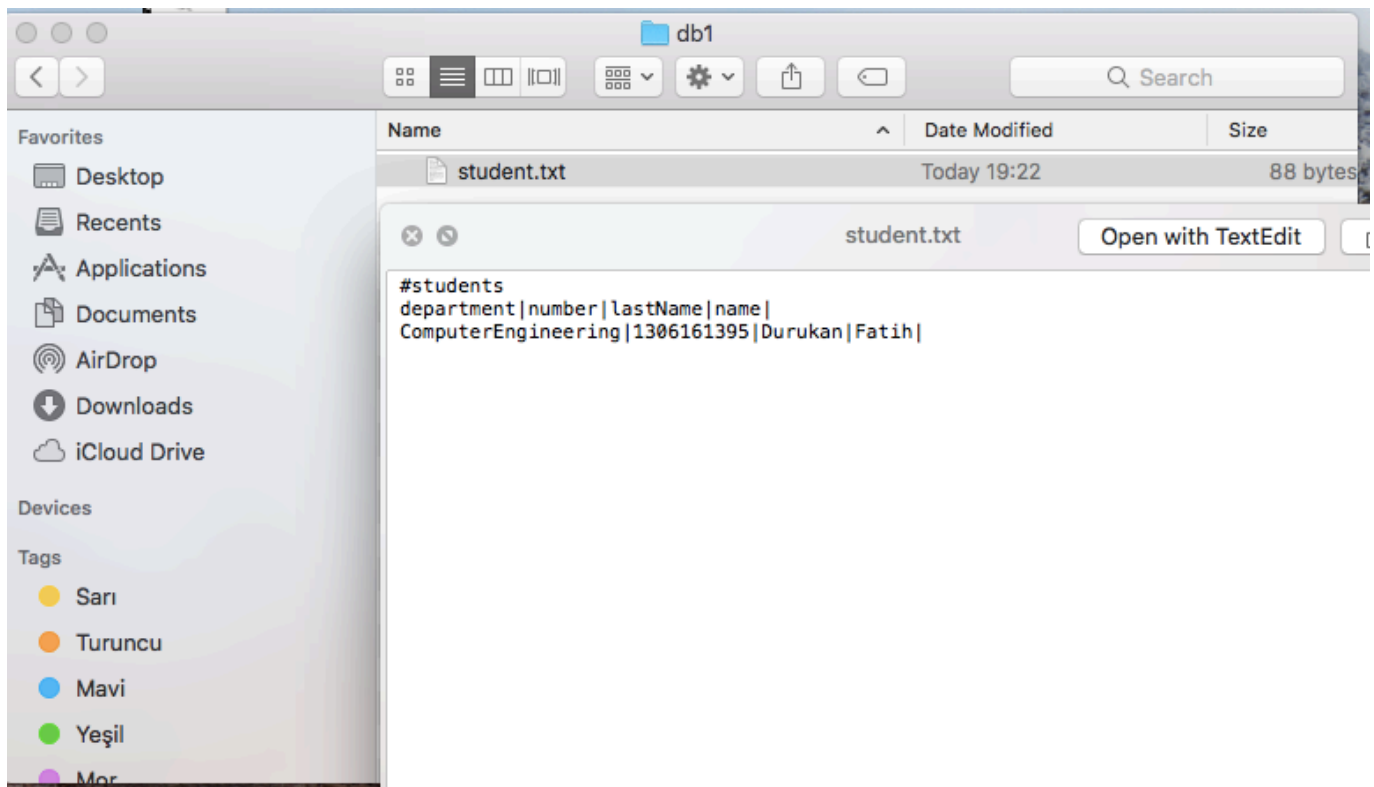 db1
Search
Favorites
Desktop
Recents
Applications
Documents
AirDrop
Downloads
iCloud Drive
Devices
Tags
Sarı
Turuncu
Mavi
Yeşil
Mor
Name Date Modified Size
student.txt Today 19:22 88 bytes
student.txt Open with TextEdit
#students
department|number|lastName|name|
ComputerEngineering|1306161395|Durukan|Fatih|